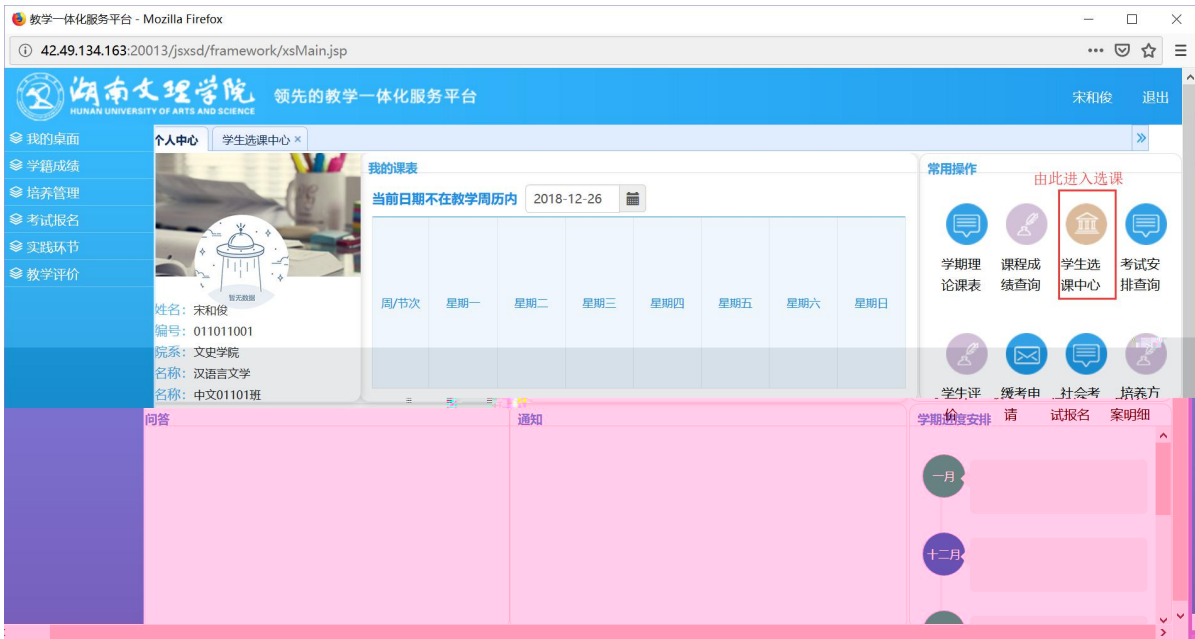 教学一体化服务平台 - Mozilla Firefox
42.49.134.163:20013/jsxsd/framework/xsMain.jsp
湖南文理学院
HUNAN UNIVERSITY OF ARTS AND SCIENCE
领先的教学一体化服务平台
宋和俊 退出
我的桌面
学籍成绩
培养管理
考试报名
实践环节
教学评价
个人中心 学生选课中心 ×
暂无数据
姓名：宋和俊
编号：011011001
院系：文史学院
名称：汉语言文学
名称：中文01101班
我的课表
当前日期不在教学周历内 2018-12-26
周/节次 星期一 星期二 星期三 星期四 星期五 星期六 星期日
常用操作
由此进入选课
学期理论课表
课程成绩查询
学生选课中心
考试安排查询
学生评价
缓考申请
社会考试报名
培养方案明细
问答
通知
学期进度安排
一月
十二月